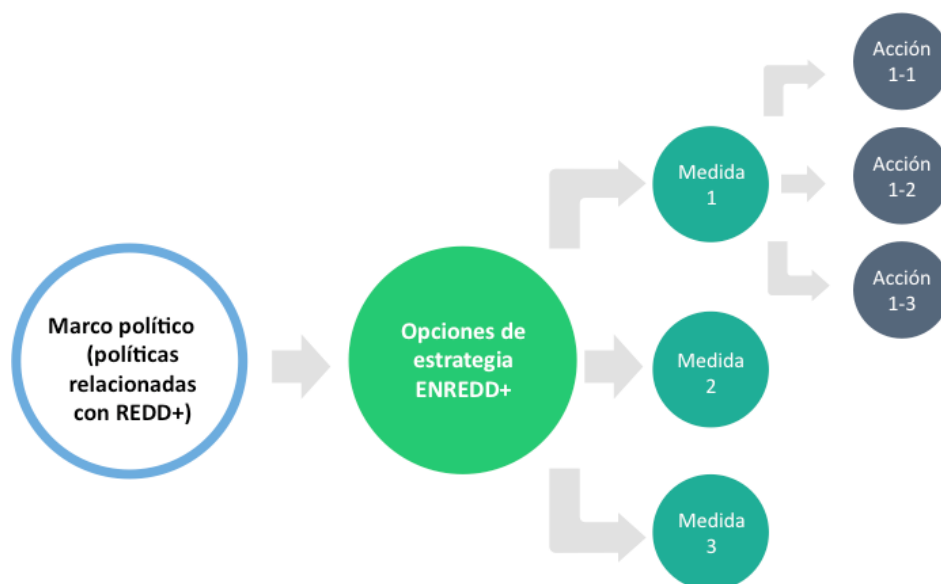 Marco político
(políticas
relacionadas
con REDD+)
Opciones de
estrategia
ENREDD+
Medida
1
Medida
2
Medida
3
Acción
1-1
Acción
1-2
Acción
1-3